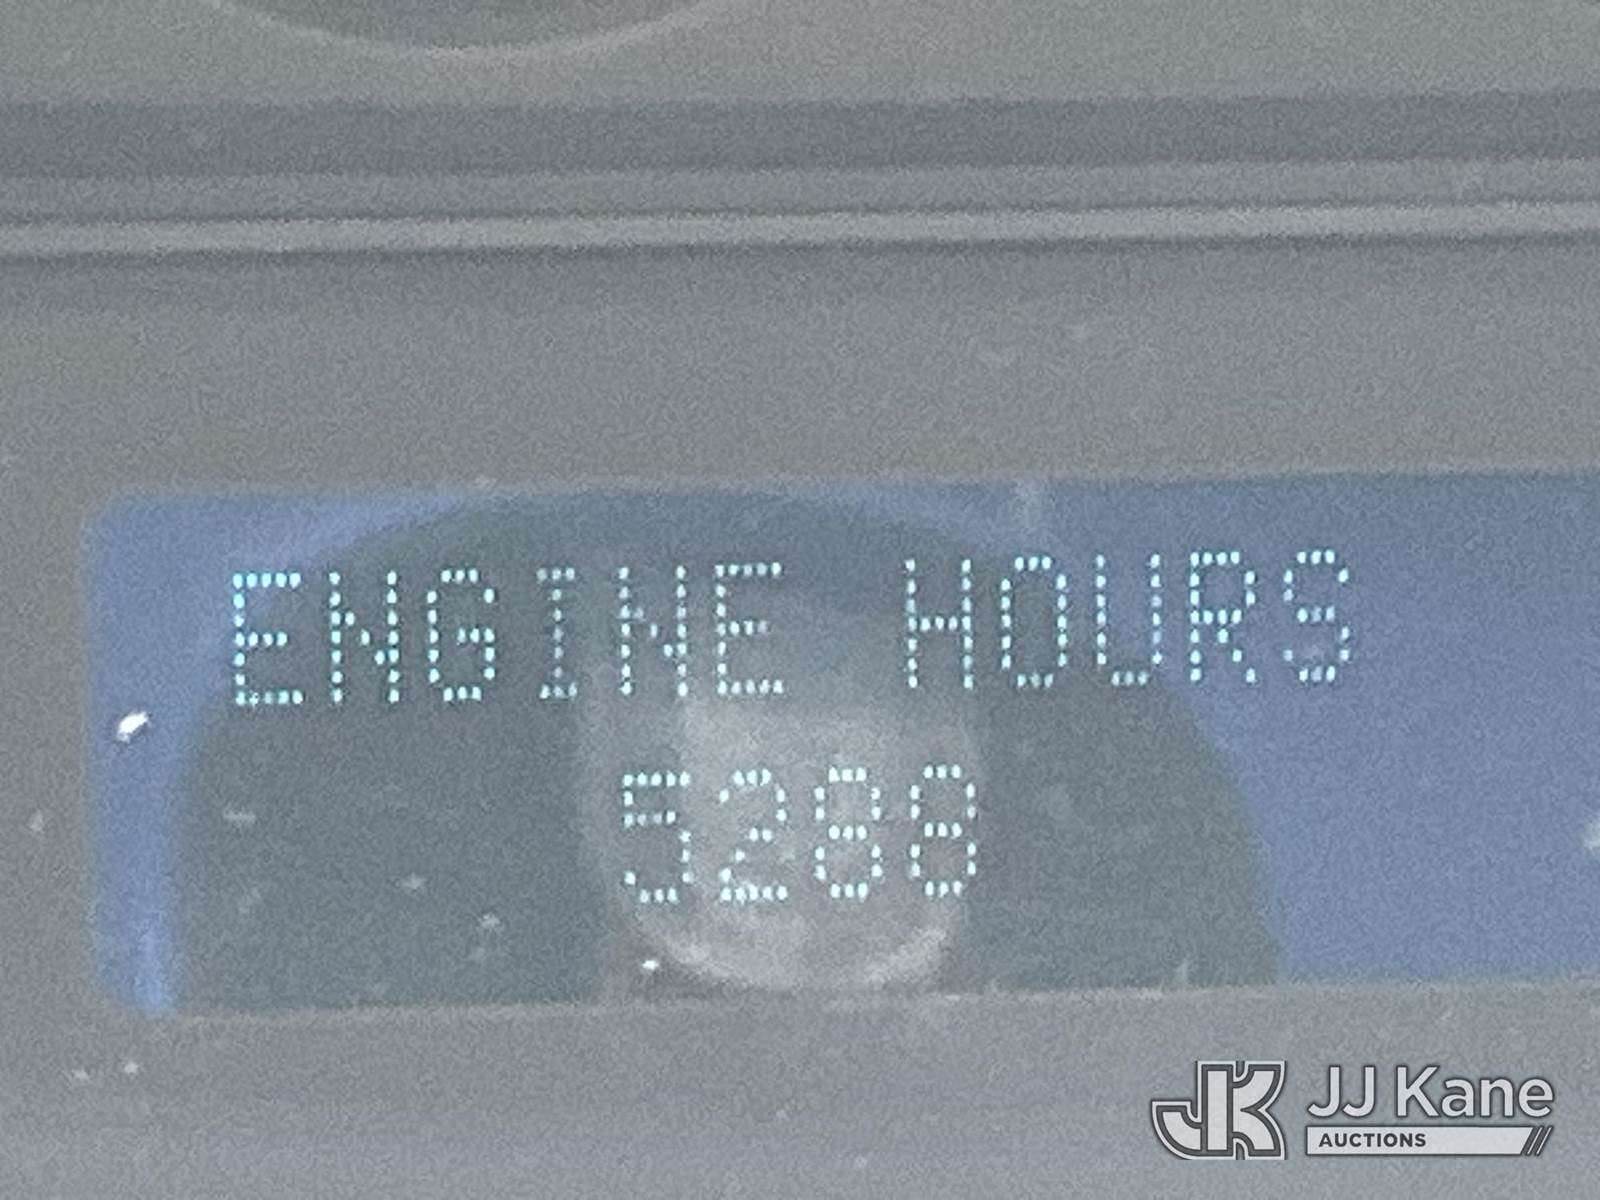 ENGINE HOURS
5288
JJ Kane
AUCTIONS